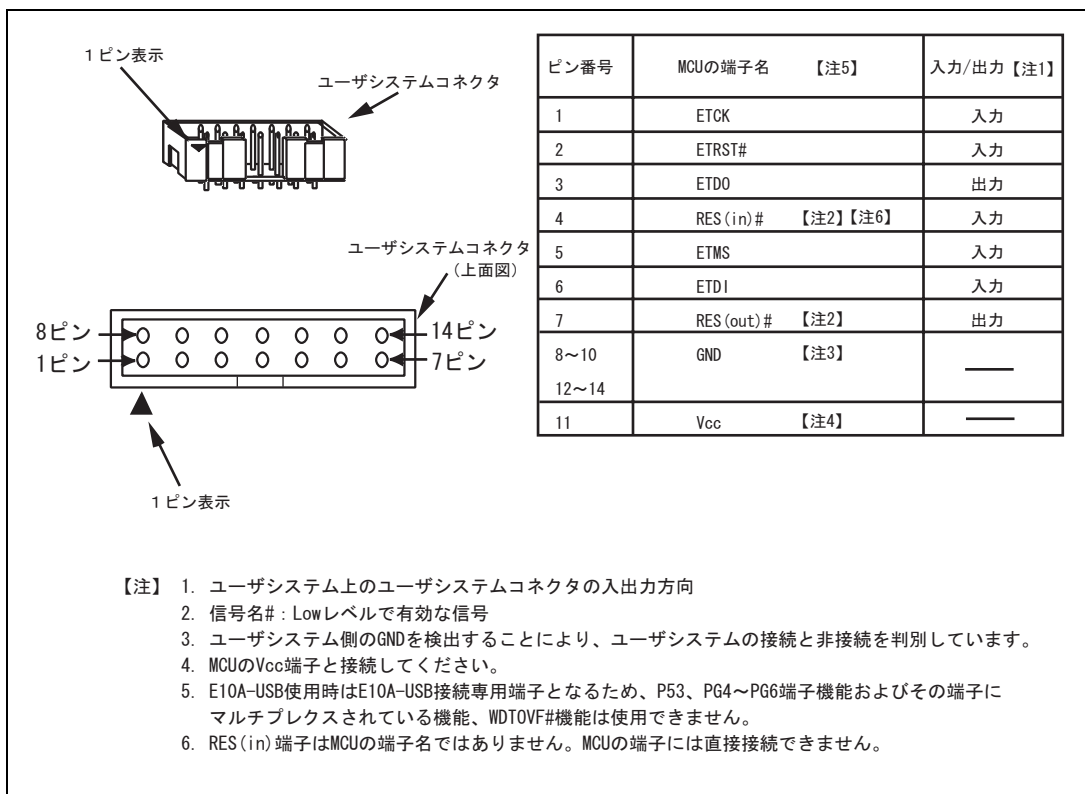 1ピン表示
ユーザシステムコネクタ
ユーザシステムコネクタ
(上面図)
8ピン
14ピン
1ピン
7ピン
1ピン表示
ピン番号 MCUの端子名 【注5】 入力/出力【注1】
1 ETCK 入力
2 ETRST# 入力
3 ETDO 出力
4 RES(in)# 【注2】【注6】 入力
5 ETMS 入力
6 ETDI 入力
7 RES(out)# 【注2】 出力
8～10 GND 【注3】 ——
12～14
11 Vcc 【注4】 ——
【注】 1. ユーザシステム上のユーザシステムコネクタの入出力方向
2. 信号名#：Lowレベルで有効な信号
3. ユーザシステム側のGNDを検出することにより、ユーザシステムの接続と非接続を判別しています。
4. MCUのVcc端子と接続してください。
5. E10A-USB使用時はE10A-USB接続専用端子となるため、P53、PG4～PG6端子機能およびその端子に
マルチプレクスされている機能、WDTOVF#機能は使用できません。
6. RES(in)端子はMCUの端子名ではありません。MCUの端子には直接接続できません。